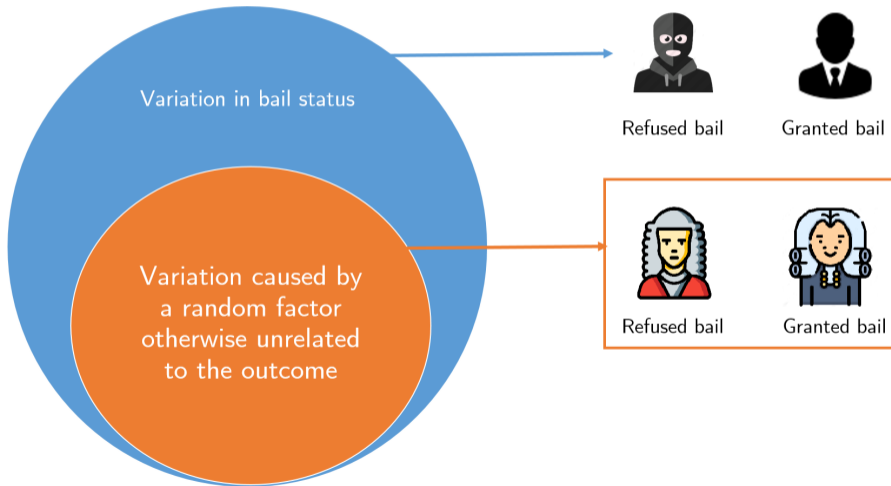 Variation in bail status
Refused bail
Granted bail
Variation caused by
a random factor
otherwise unrelated
to the outcome
Refused bail
Granted bail